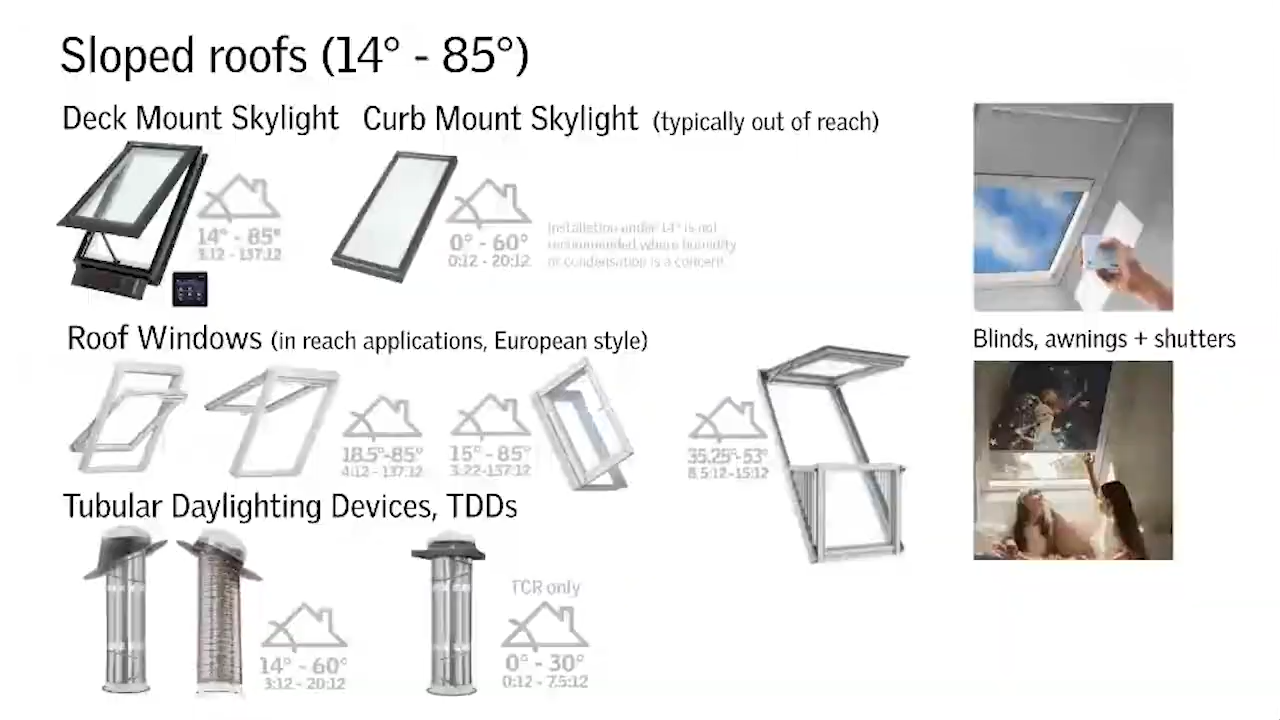 Sloped roofs (14° - 85°)
Deck Mount Skylight
Curb Mount Skylight (typically out of reach)
14° - 85°
3:12 - 137:12
0° - 60°
0:12 - 20:12
Installation under 14° is not
recommended where humidity
or condensation is a concern
Roof Windows (in reach applications, European style)
Blinds, awnings + shutters
18.5°-85°
4:12 - 137:12
15° - 85°
3.22-137:12
35.25°-53°
8.5:12-15:12
Tubular Daylighting Devices, TDDs
14° - 60°
3:12 - 20:12
TCR only
0° - 30°
0:12 - 7.5:12